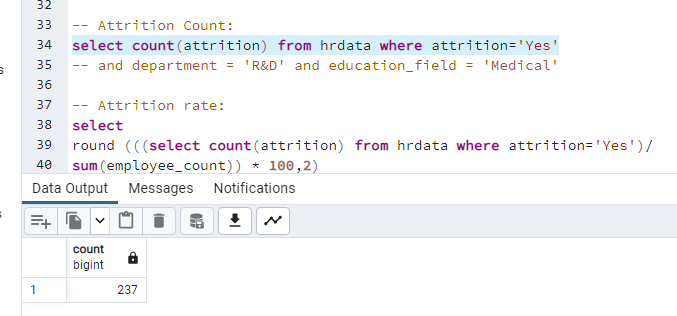 32
33 -- Attrition Count:
34 select count(attrition) from hrdata where attrition='Yes'
35 -- and department = 'R&D' and education_field = 'Medical'
36
37 -- Attrition rate:
38 select
39 round (((select count(attrition) from hrdata where attrition='Yes')/
40 sum(employee_count)) * 100,2)
Data Output Messages Notifications
count
bigint
1 237